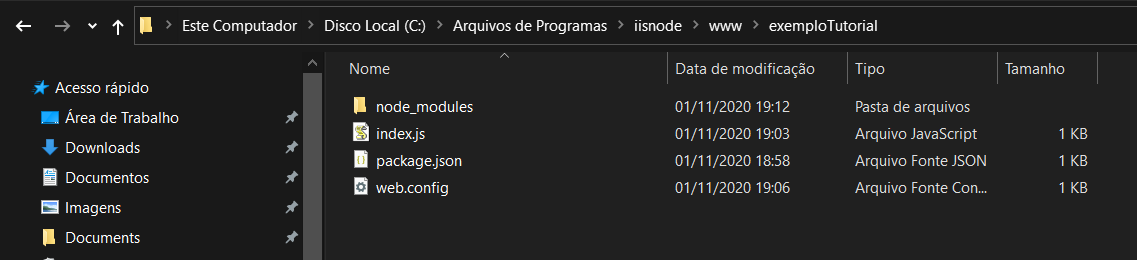 Este Computador > Disco Local (C:) > Arquivos de Programas > iisnode > www > exemploTutorial
Acesso rápido
Área de Trabalho
Downloads
Documentos
Imagens
Documents
Nome Data de modificação Tipo Tamanho
node_modules 01/11/2020 19:12 Pasta de arquivos
index.js 01/11/2020 19:03 Arquivo JavaScript 1 KB
package.json 01/11/2020 18:58 Arquivo Fonte JSON 1 KB
web.config 01/11/2020 19:06 Arquivo Fonte Con... 1 KB